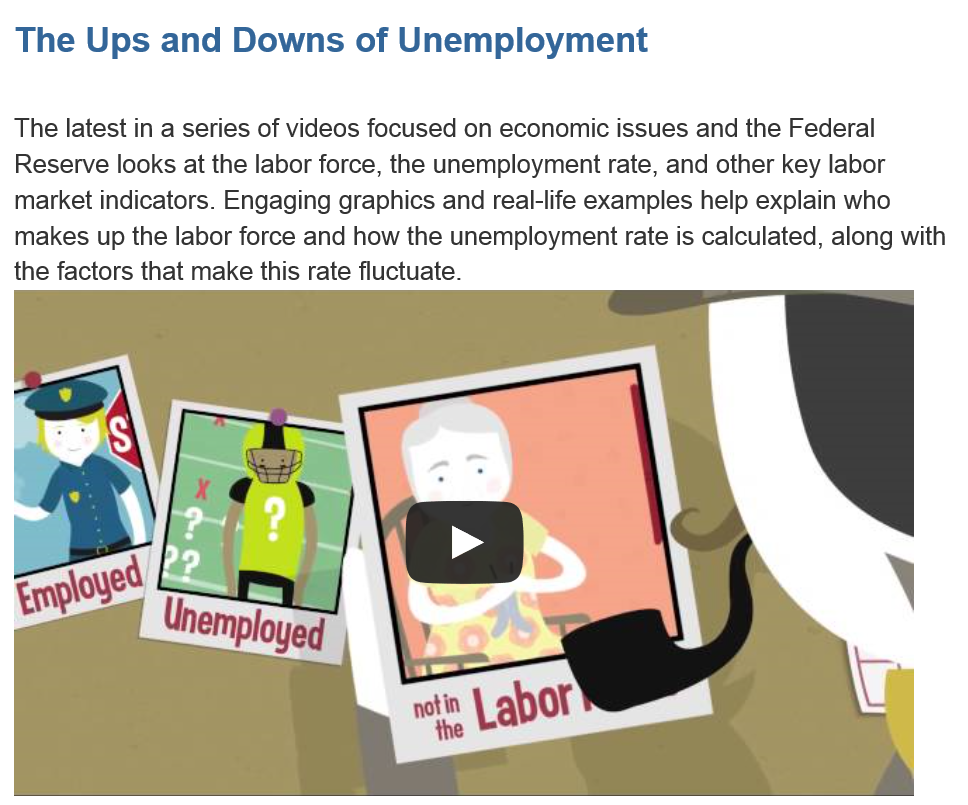 The Ups and Downs of Unemployment
The latest in a series of videos focused on economic issues and the Federal
Reserve looks at the labor force, the unemployment rate, and other key labor
market indicators. Engaging graphics and real-life examples help explain who
makes up the labor force and how the unemployment rate is calculated, along with
the factors that make this rate fluctuate.
S
X
X
?
?
??
Employed
Unemployed
not in
the Labor